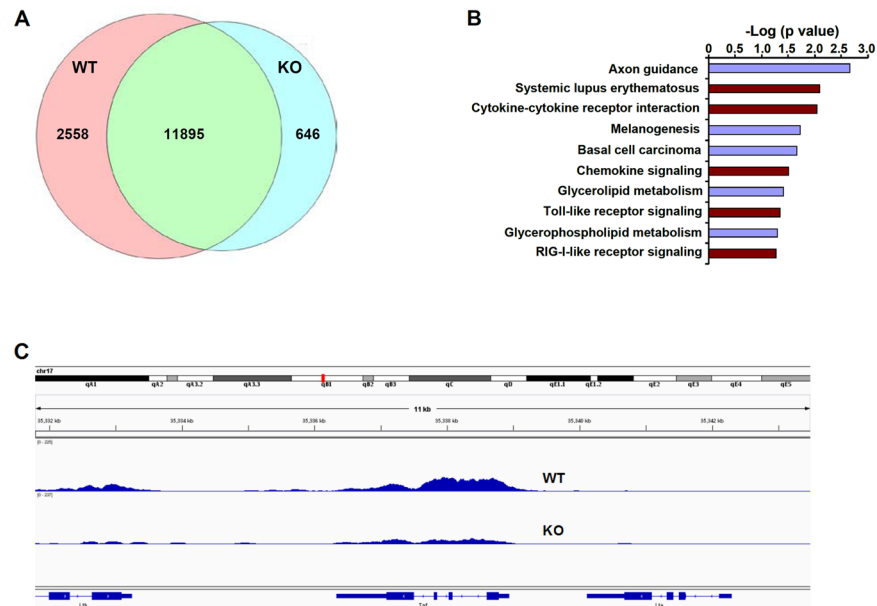 A
WT
KO
2558
11895
646
B
-Log (p value)
0 0,5 1.0 1.5 2.0 2.5 3.0
Axon guidance
Systemic lupus erythematosus
Cytokine-cytokine receptor interaction
Melanogenesis
Basal cell carcinoma
Chemokine signaling
Glycerolipid metabolism
Toll-like receptor signaling
Glycerophospholipid metabolism
RIG-I-like receptor signaling
C
chr17
qA1 qA2 qA3.2 qA3.3 qB1 qB2 qB3 qC qD qE1.1 qE1.2 qE2 qE3 qE4 qE5
11 kb
35,332 kb 35,334 kb 35,336 kb 35,338 kb 35,340 kb 35,342 kb
WT
KO